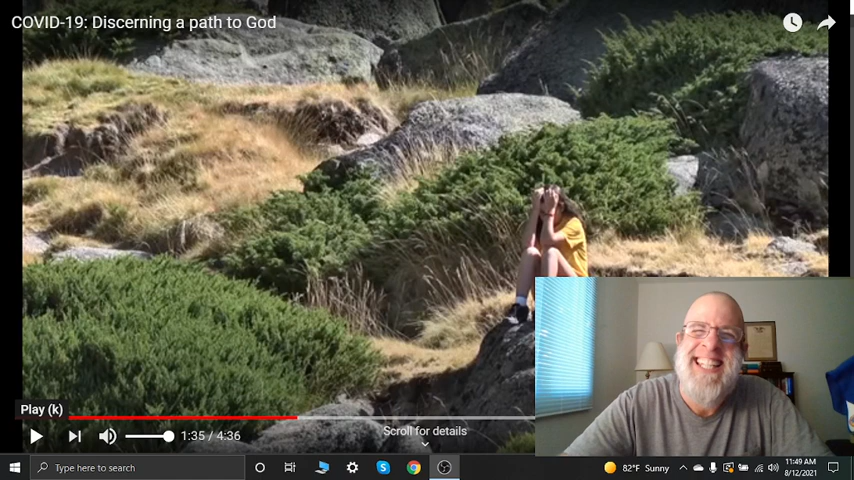 COVID-19: Discerning a path to God
Play (k)
1:35 / 4:36
Scroll for details
Type here to search
82°F Sunny
11:49 AM
8/12/2021